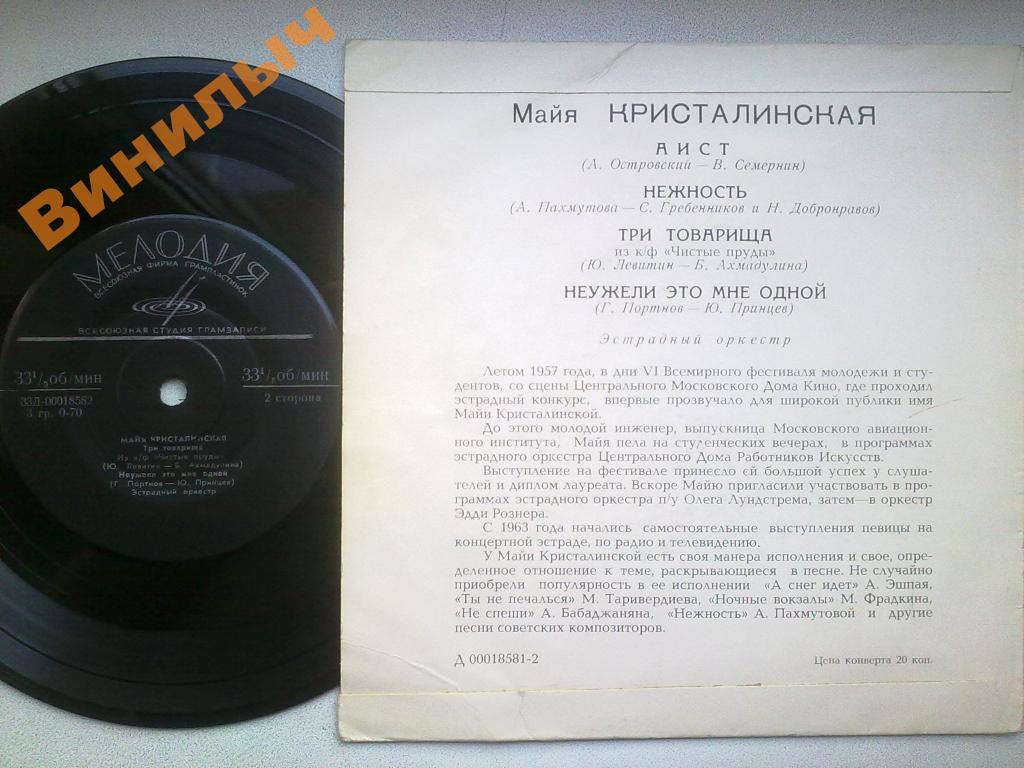 Винилыч
МЕЛОДИЯ
ВСЕСОЮЗНАЯ ФИРМА ГРАМПЛАСТИНОК
ВСЕСОЮЗНАЯ СТУДИЯ ГРАМЗАПИСИ
33¹/₃ об/мин
33¹/₃ об/мин
33Д-00018582
2 сторона
3 гр. 0-70
МАЙЯ КРИСТАЛИНСКАЯ
Три товарища
Из к/ф «Чистые пруды»
(Ю. Левитин — Б. Ахмадулина)
Неужели это мне одной
(Г. Портнов — Ю. Принцев)
Эстрадный оркестр
Майя КРИСТАЛИНСКАЯ
АИСТ
(А. Островский — В. Семернин)
НЕЖНОСТЬ
(А. Пахмутова — С. Гребенников и Н. Добронравов)
ТРИ ТОВАРИЩА
из к/ф «Чистые пруды»
(Ю. Левитин — Б. Ахмадулина)
НЕУЖЕЛИ ЭТО МНЕ ОДНОЙ
(Г. Портнов — Ю. Принцев)
Эстрадный оркестр
Летом 1957 года, в дни VI Всемирного фестиваля молодежи и сту-
дентов, со сцены Центрального Московского Дома Кино, где проходил
эстрадный конкурс, впервые прозвучало для широкой публики имя
Майи Кристалинской.
До этого молодой инженер, выпускница Московского авиацион-
ного института, Майя пела на студенческих вечерах, в программах
эстрадного оркестра Центрального Дома Работников Искусств.
Выступление на фестивале принесло ей большой успех у слуша-
телей и диплом лауреата. Вскоре Майю пригласили участвовать в про-
граммах эстрадного оркестра п/у Олега Лундстрема, затем — в оркестр
Эдди Рознера.
С 1963 года начались самостоятельные выступления певицы на
концертной эстраде, по радио и телевидению.
У Майи Кристалинской есть своя манера исполнения и свое, опре-
деленное отношение к теме, раскрывающиеся в песне. Не случайно
приобрели популярность в ее исполнении «А снег идет» А. Эшпая,
«Ты не печалься» М. Таривердиева, «Ночные вокзалы» М. Фрадкина,
«Не спеши» А. Бабаджаняна, «Нежность» А. Пахмутовой и другие
песни советских композиторов.
Д 00018581-2
Цена конверта 20 коп.